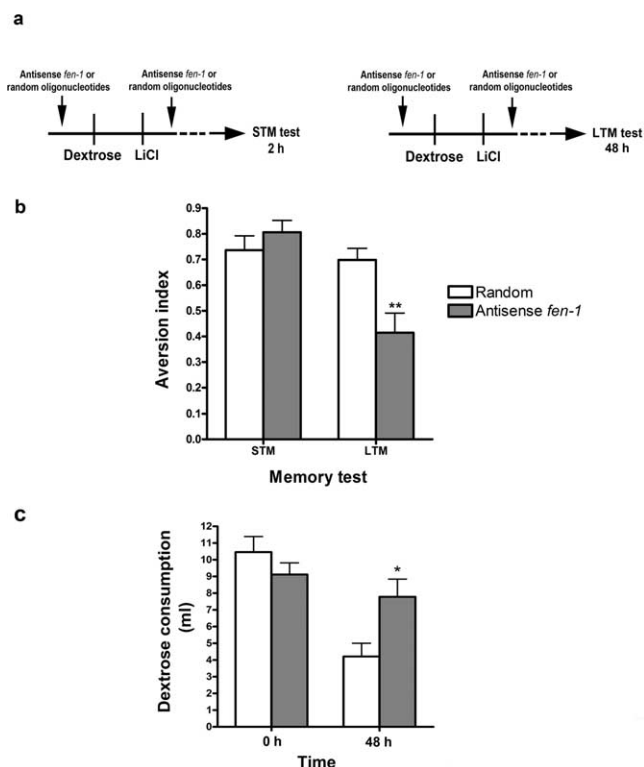 a
Antisense fen-1 or
random oligonucleotides
Antisense fen-1 or
random oligonucleotides
Dextrose
LiCl
STM test
2 h
Antisense fen-1 or
random oligonucleotides
Antisense fen-1 or
random oligonucleotides
Dextrose
LiCl
LTM test
48 h
b
Aversion index
0.9
0.8
0.7
0.6
0.5
0.4
0.3
0.2
0.1
0.0
**
STM
LTM
Memory test
Random
Antisense fen-1
c
Dextrose consumption
(ml)
12
11
10
9
8
7
6
5
4
3
2
1
0
*
0 h
48 h
Time